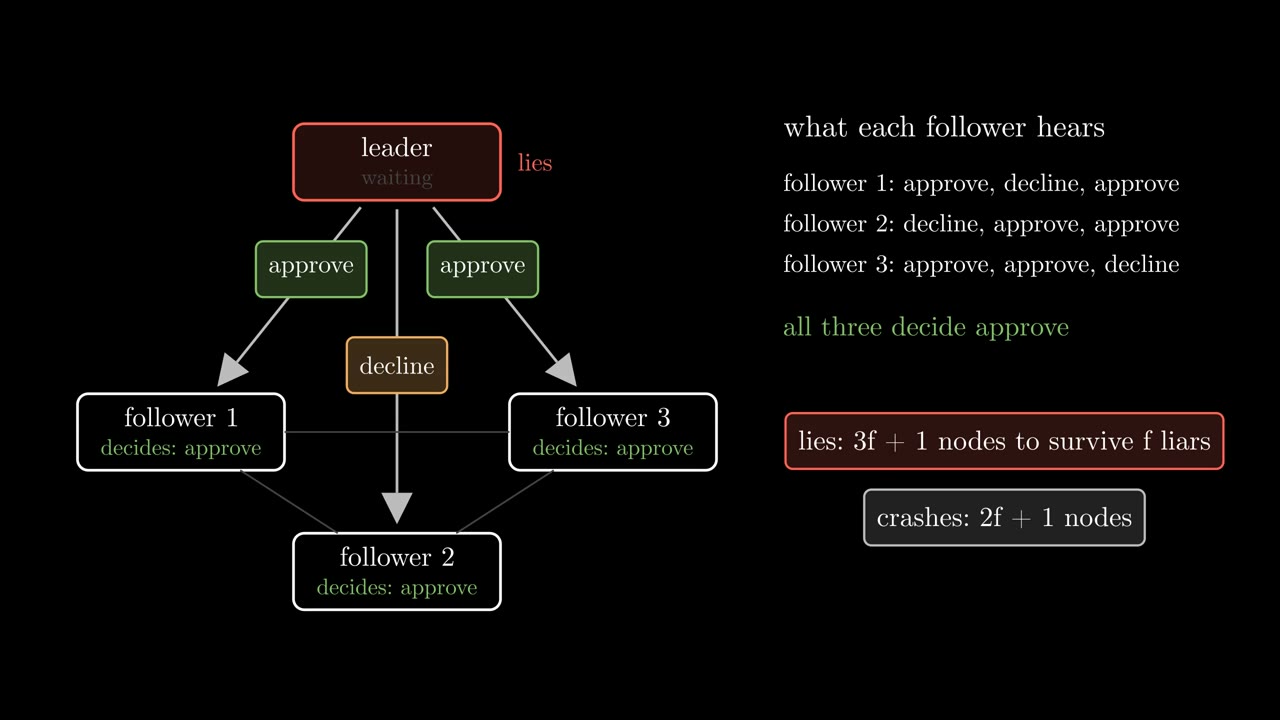 leader
waiting
lies
approve
approve
decline
follower 1
decides: approve
follower 3
decides: approve
follower 2
decides: approve
what each follower hears
follower 1: approve, decline, approve
follower 2: decline, approve, approve
follower 3: approve, approve, decline
all three decide approve
lies: 3f + 1 nodes to survive f liars
crashes: 2f + 1 nodes